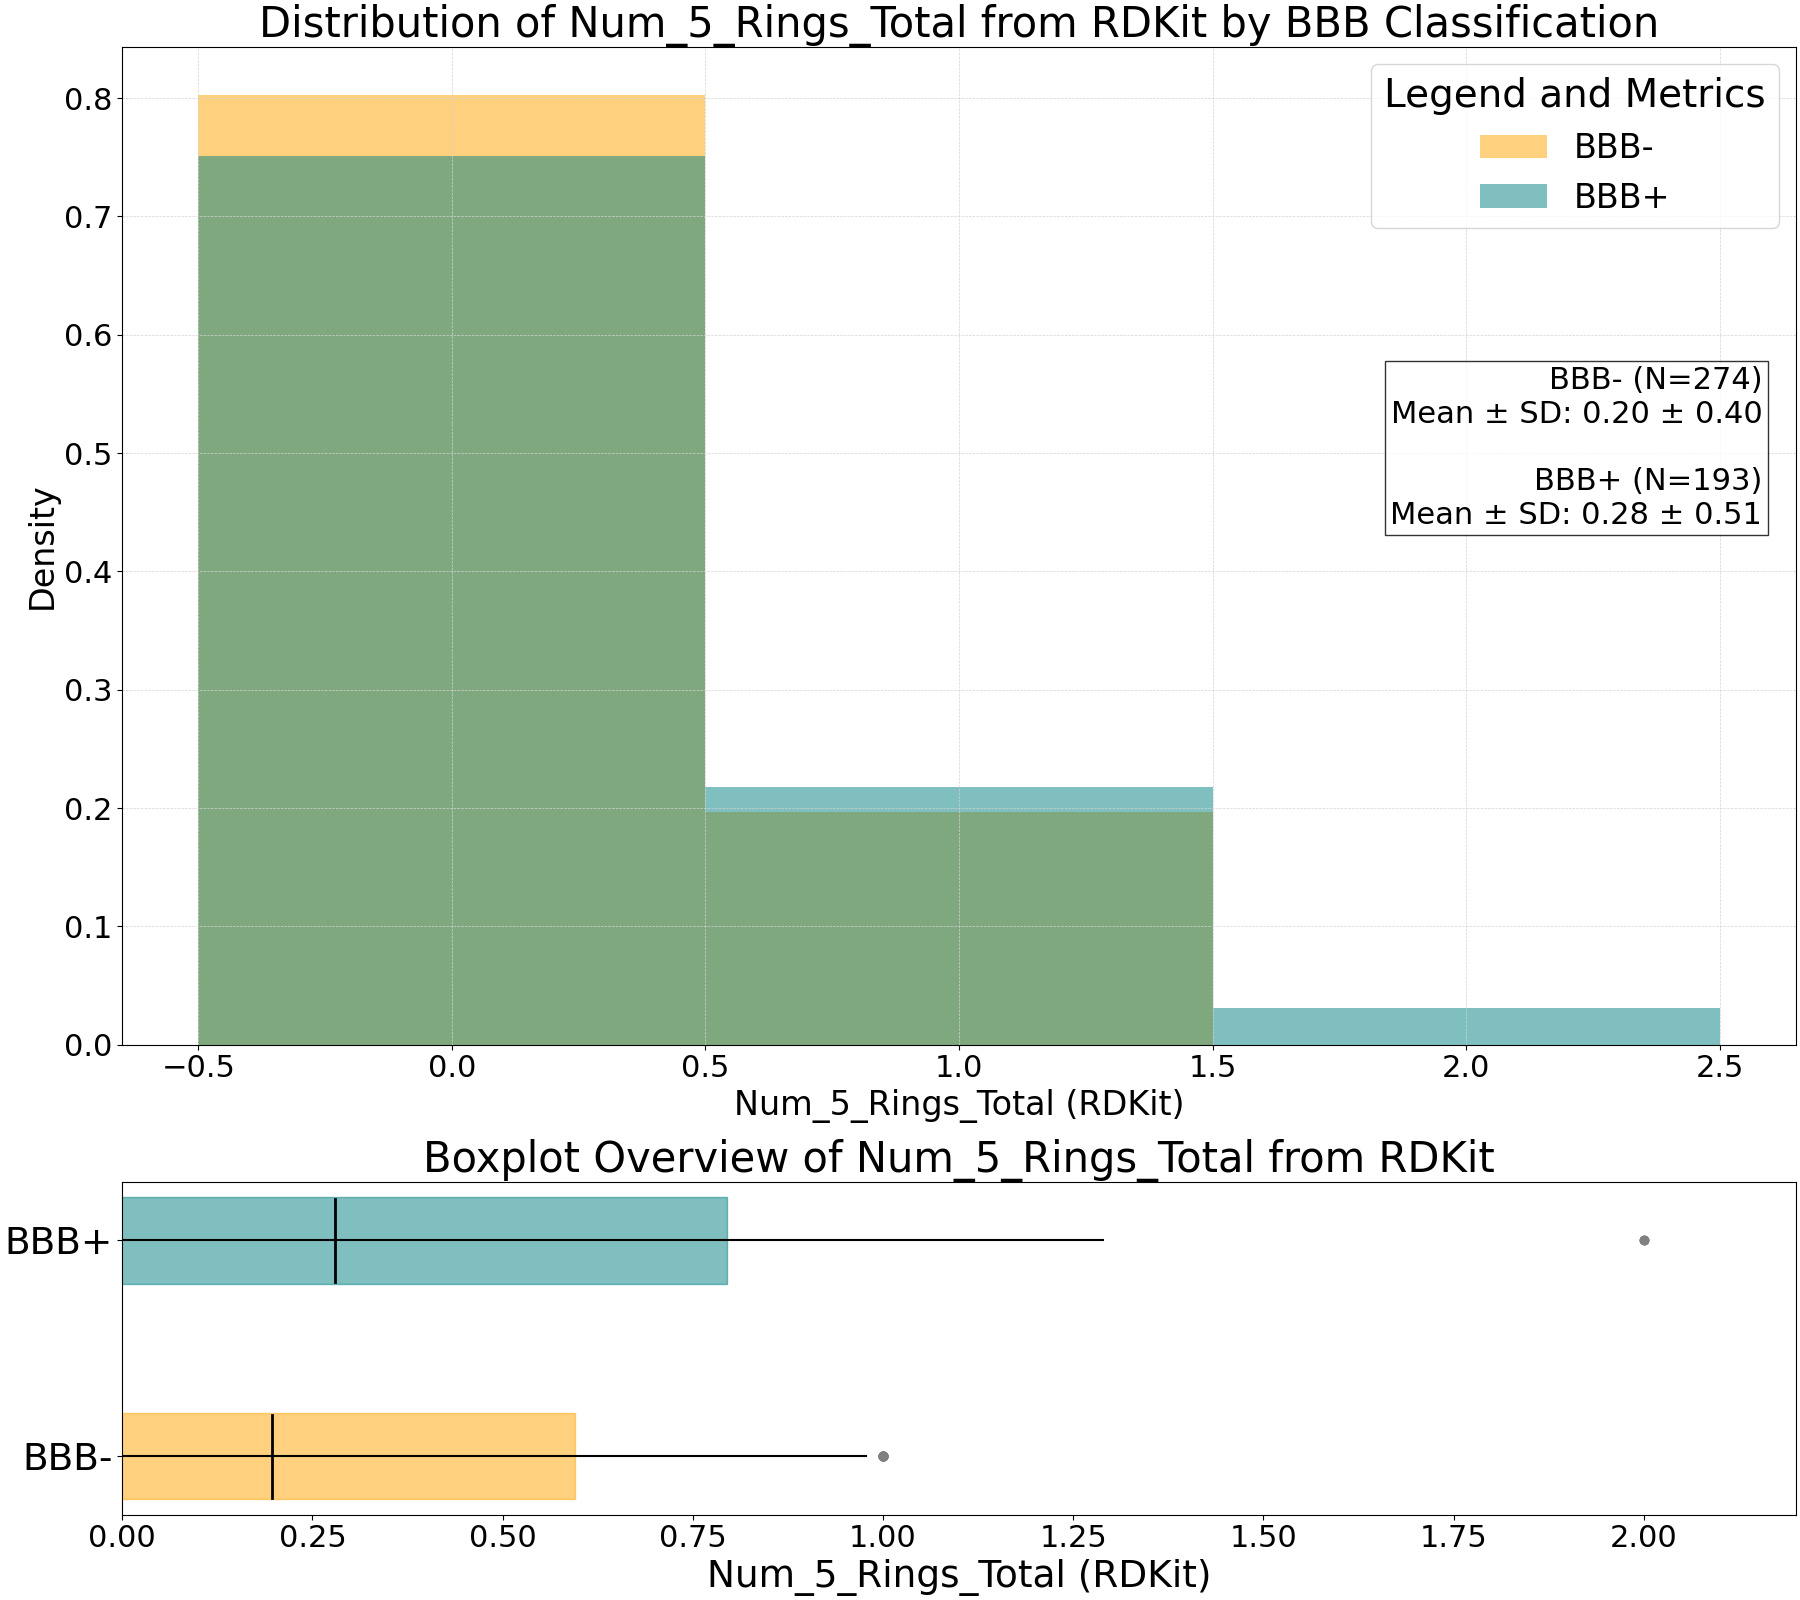 Distribution of Num_5_Rings_Total from RDKit by BBB Classification
Legend and Metrics
BBB-
BBB+
BBB- (N=274)
Mean ± SD: 0.20 ± 0.40
BBB+ (N=193)
Mean ± SD: 0.28 ± 0.51
Density
0.8
0.7
0.6
0.5
0.4
0.3
0.2
0.1
0.0
−0.5 0.0 0.5 1.0 1.5 2.0 2.5
Num_5_Rings_Total (RDKit)
Boxplot Overview of Num_5_Rings_Total from RDKit
BBB+
BBB-
0.00 0.25 0.50 0.75 1.00 1.25 1.50 1.75 2.00
Num_5_Rings_Total (RDKit)